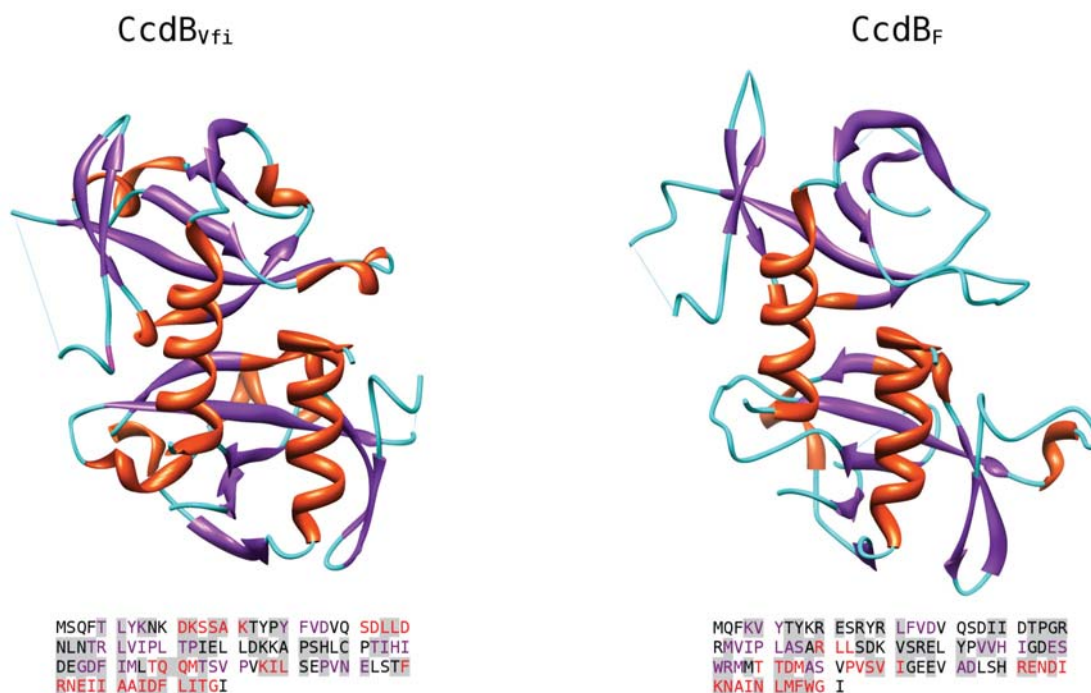 CcdBVfi
CcdBF
MSQFT LYKNK DKSSA KTYPY FVDVQ SDLLD
NLNTR LVIPL TPIEL LDKKA PSHLC PTIHI
DEGDF IMLTQ QMTSV PVKIL SEPVN ELSTF
RNEII AAIDF LITGI
MQFKV YTYKR ESRYR LFVDV QSDII DTPGR
RMVIP LASAR LLSDK VSREL YPVVH IGDES
WRMMT TDMAS VPVSV IGEEV ADLSH RENDI
KNAIN LMFWG I